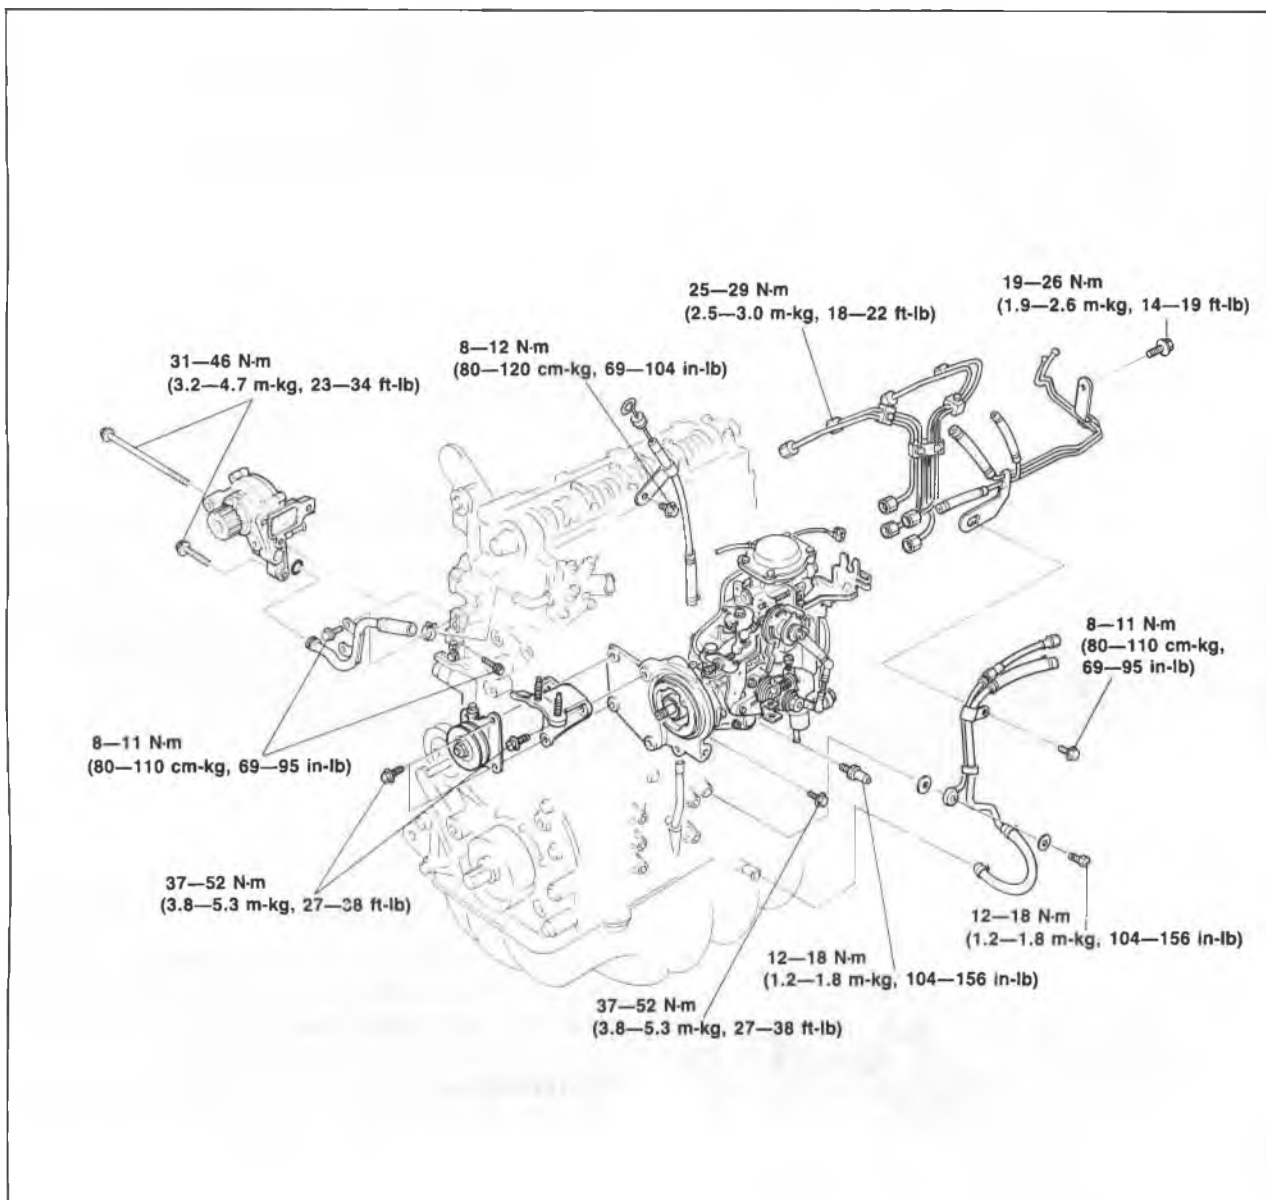 25—29 N·m
(2.5—3.0 m-kg, 18—22 ft-lb)
19—26 N·m
(1.9—2.6 m-kg, 14—19 ft-lb)
8—12 N·m
(80—120 cm-kg, 69—104 in-lb)
31—46 N·m
(3.2—4.7 m-kg, 23—34 ft-lb)
8—11 N·m
(80—110 cm-kg,
69—95 in-lb)
8—11 N·m
(80—110 cm-kg, 69—95 in-lb)
37—52 N·m
(3.8—5.3 m-kg, 27—38 ft-lb)
12—18 N·m
(1.2—1.8 m-kg, 104—156 in-lb)
12—18 N·m
(1.2—1.8 m-kg, 104—156 in-lb)
37—52 N·m
(3.8—5.3 m-kg, 27—38 ft-lb)